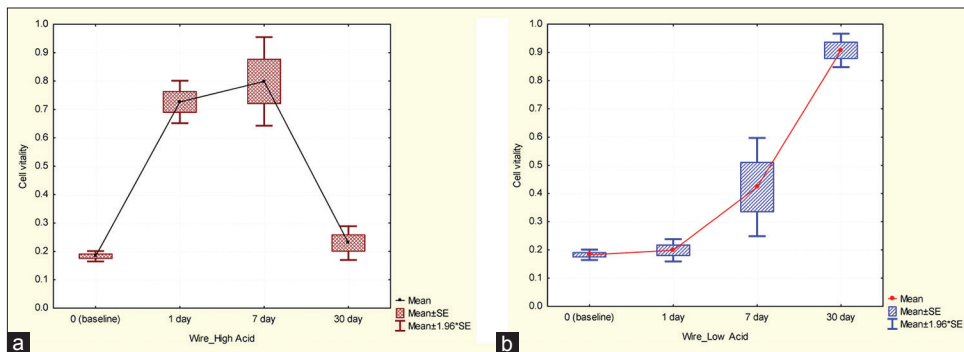 1.0
0.9
0.8
0.7
0.6
0.5
0.4
0.3
0.2
0.1
0.0
Cell vitality
0 (baseline) 1 day 7 day 30 day
Wire_High Acid
Mean
Mean±SE
Mean±1.96*SE
a
1.0
0.9
0.8
0.7
0.6
0.5
0.4
0.3
0.2
0.1
0.0
Cell vitality
0 (baseline) 1 day 7 day 30 day
Wire_Low Acid
Mean
Mean±SE
Mean±1.96*SE
b